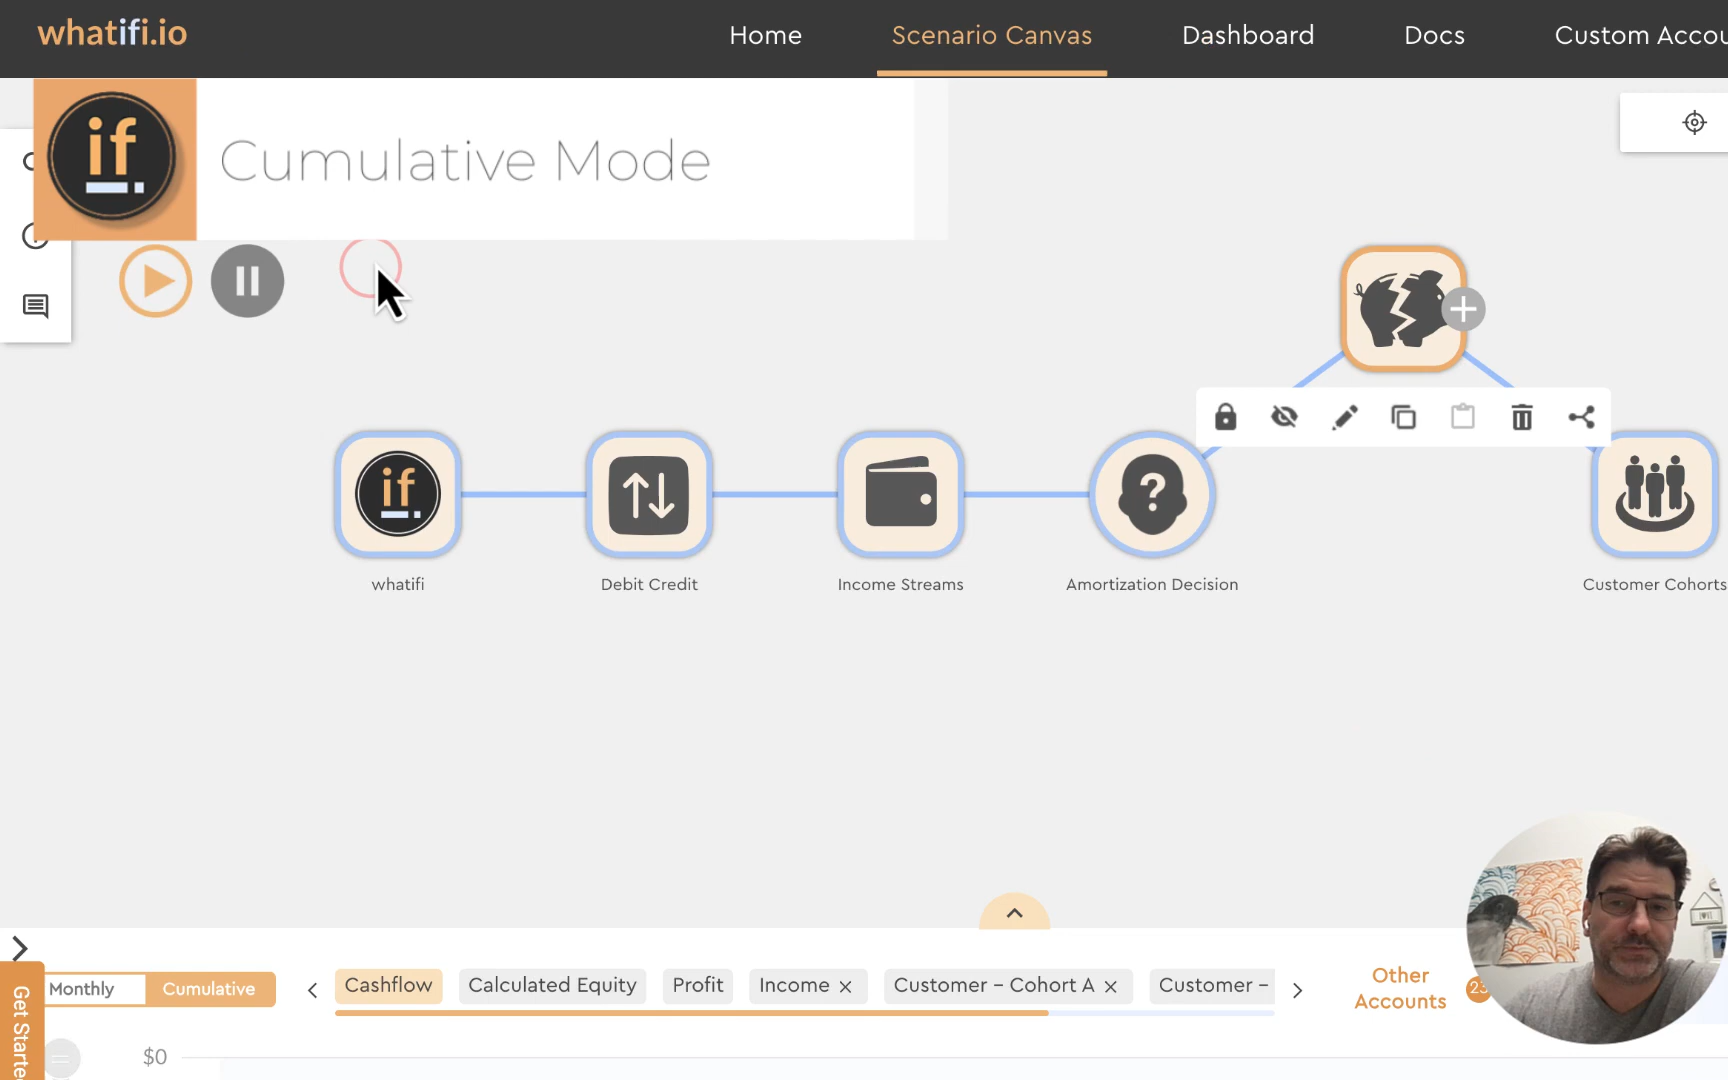 whatifi.io
Home
Scenario Canvas
Dashboard
Docs
Custom Accou
if
Cumulative Mode
if
whatifi
Debit Credit
Income Streams
?
Amortization Decision
Customer Cohorts
Monthly
Cumulative
Cashflow
Calculated Equity
Profit
Income ×
Customer – Cohort A ×
Customer –
Other
Accounts
23
Get Starte
$0